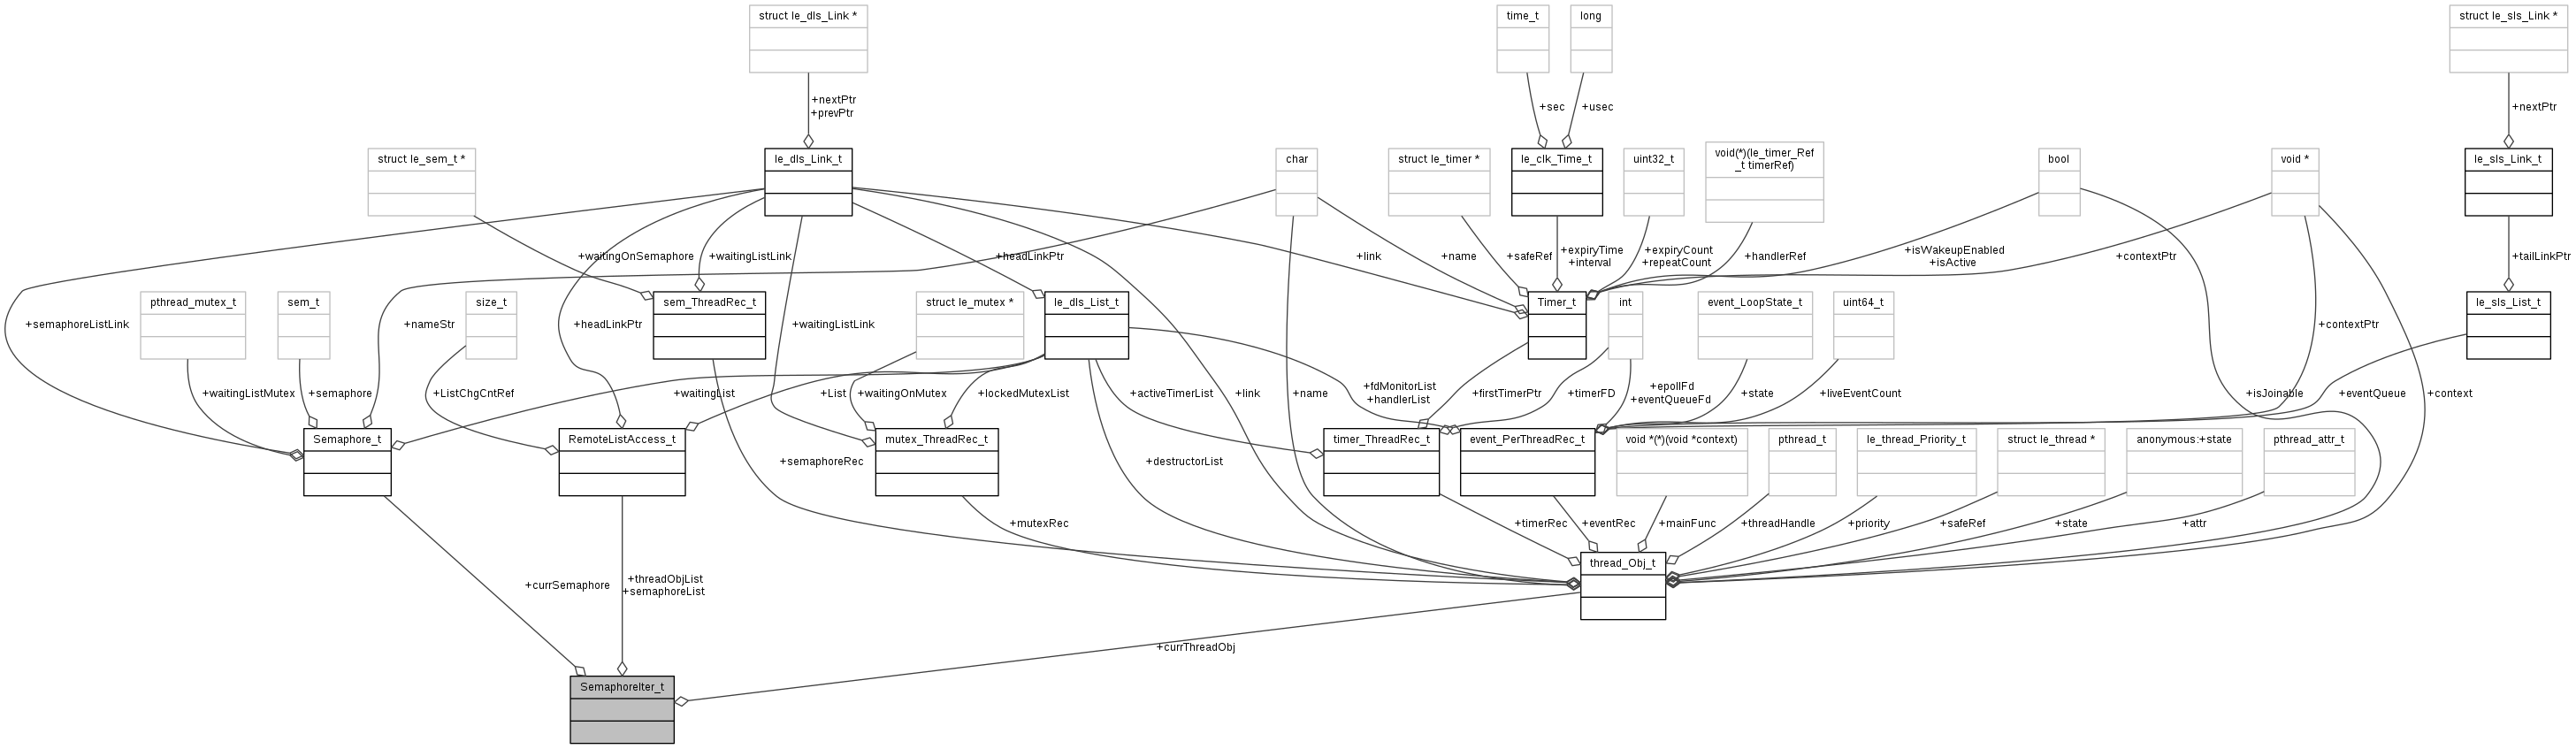 struct le_dls_Link *
time_t
long
struct le_sls_Link *
+nextPtr
+prevPtr
+sec
+usec
+nextPtr
struct le_sem_t *
le_dls_Link_t
char
struct le_timer *
le_clk_Time_t
uint32_t
void(*)(le_timer_Ref
_t timerRef)
bool
void *
le_sls_Link_t
+waitingOnSemaphore
+waitingListLink
+headLinkPtr
+link
+name
+safeRef
+expiryTime
+interval
+expiryCount
+repeatCount
+handlerRef
+isWakeupEnabled
+isActive
+contextPtr
+tailLinkPtr
pthread_mutex_t
sem_t
size_t
sem_ThreadRec_t
struct le_mutex *
le_dls_List_t
Timer_t
int
event_LoopState_t
uint64_t
le_sls_List_t
+semaphoreListLink
+nameStr
+headLinkPtr
+waitingListLink
+contextPtr
+waitingListMutex
+semaphore
+ListChgCntRef
+waitingList
+List
+waitingOnMutex
+lockedMutexList
+activeTimerList
+link
+name
+fdMonitorList
+handlerList
+firstTimerPtr
+timerFD
+epollFd
+eventQueueFd
+state
+liveEventCount
+isJoinable
+eventQueue
+context
Semaphore_t
RemoteListAccess_t
mutex_ThreadRec_t
timer_ThreadRec_t
event_PerThreadRec_t
void *(*)(void *context)
pthread_t
le_thread_Priority_t
struct le_thread *
anonymous:+state
pthread_attr_t
+semaphoreRec
+destructorList
+mutexRec
+timerRec
+eventRec
+mainFunc
+threadHandle
+priority
+safeRef
+state
+attr
thread_Obj_t
+currSemaphore
+threadObjList
+semaphoreList
+currThreadObj
SemaphoreIter_t